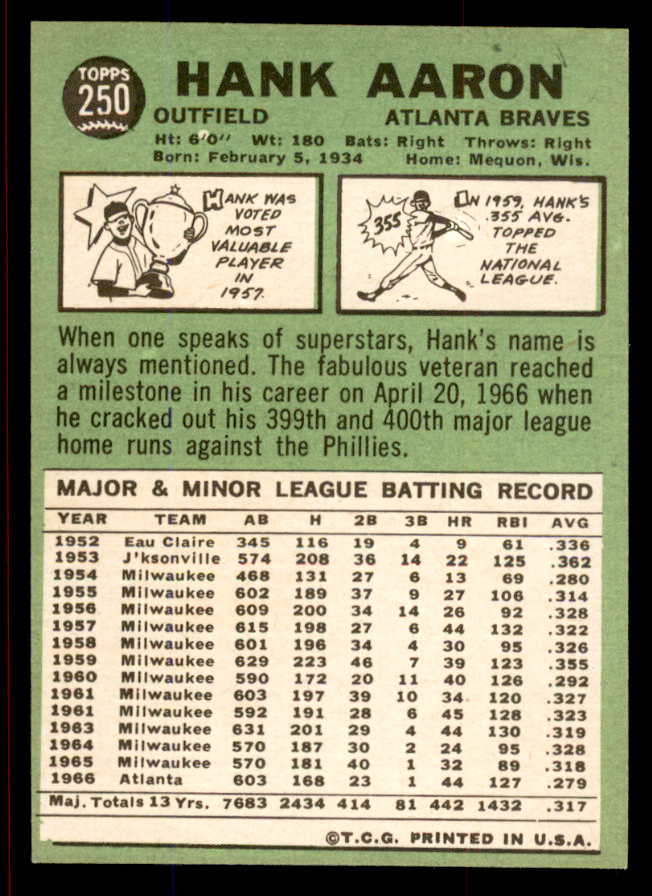 TOPPS
250
HANK AARON
OUTFIELD ATLANTA BRAVES
Ht: 6'0" Wt: 180 Bats: Right Throws: Right
Born: February 5, 1934 Home: Mequon, Wis.
HANK WAS
VOTED
MOST
VALUABLE
PLAYER
IN
1957.
355
IN 1959, HANK'S
.355 AVG.
TOPPED
THE
NATIONAL
LEAGUE.
When one speaks of superstars, Hank's name is
always mentioned. The fabulous veteran reached
a milestone in his career on April 20, 1966 when
he cracked out his 399th and 400th major league
home runs against the Phillies.
MAJOR & MINOR LEAGUE BATTING RECORD
YEAR TEAM AB H 2B 3B HR RBI AVG
1952 Eau Claire 345 116 19 4 9 61 .336
1953 J'ksonville 574 208 36 14 22 125 .362
1954 Milwaukee 468 131 27 6 13 69 .280
1955 Milwaukee 602 189 37 9 27 106 .314
1956 Milwaukee 609 200 34 14 26 92 .328
1957 Milwaukee 615 198 27 6 44 132 .322
1958 Milwaukee 601 196 34 4 30 95 .326
1959 Milwaukee 629 223 46 7 39 123 .355
1960 Milwaukee 590 172 20 11 40 126 .292
1961 Milwaukee 603 197 39 10 34 120 .327
1961 Milwaukee 592 191 28 6 45 128 .323
1963 Milwaukee 631 201 29 4 44 130 .319
1964 Milwaukee 570 187 30 2 24 95 .328
1965 Milwaukee 570 181 40 1 32 89 .318
1966 Atlanta 603 168 23 1 44 127 .279
Maj. Totals 13 Yrs. 7683 2434 414 81 442 1432 .317
©T.C.G. PRINTED IN U.S.A.